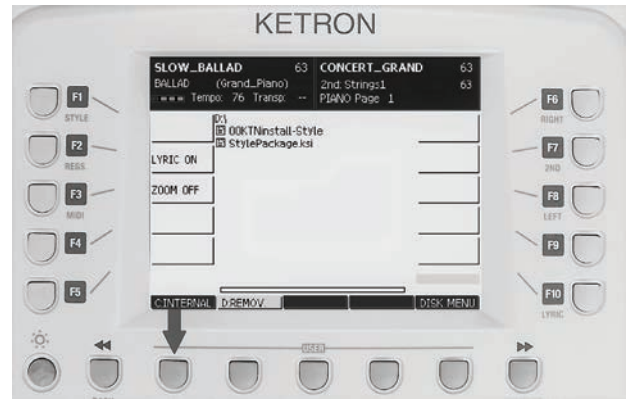 KETRON
SLOW_BALLAD 63 CONCERT_GRAND 63
BALLAD (Grand_Piano) 2nd: Strings1 63
Tempo: 76 Transp: -- PIANO Page 1
D:\
00KTNinstall-Style
StylePackage.ksi
LYRIC ON
ZOOM OFF
C:INTERNAL D:REMOV DISK MENU
F1
STYLE
F2
REGS.
F3
MIDI
F4
F5
F6
RIGHT
F7
2ND
F8
LEFT
F9
F10
LYRIC
USER